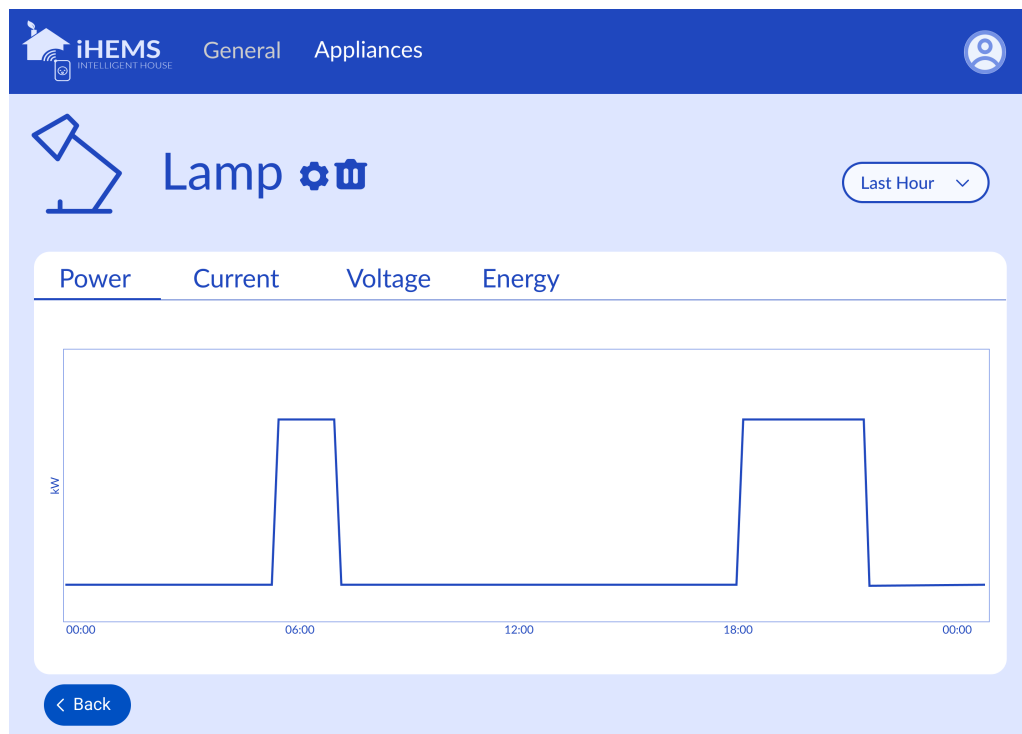 iHEMS
INTELLIGENT HOUSE
General
Appliances
Lamp
Last Hour
Power
Current
Voltage
Energy
kW
00:00
06:00
12:00
18:00
00:00
Back